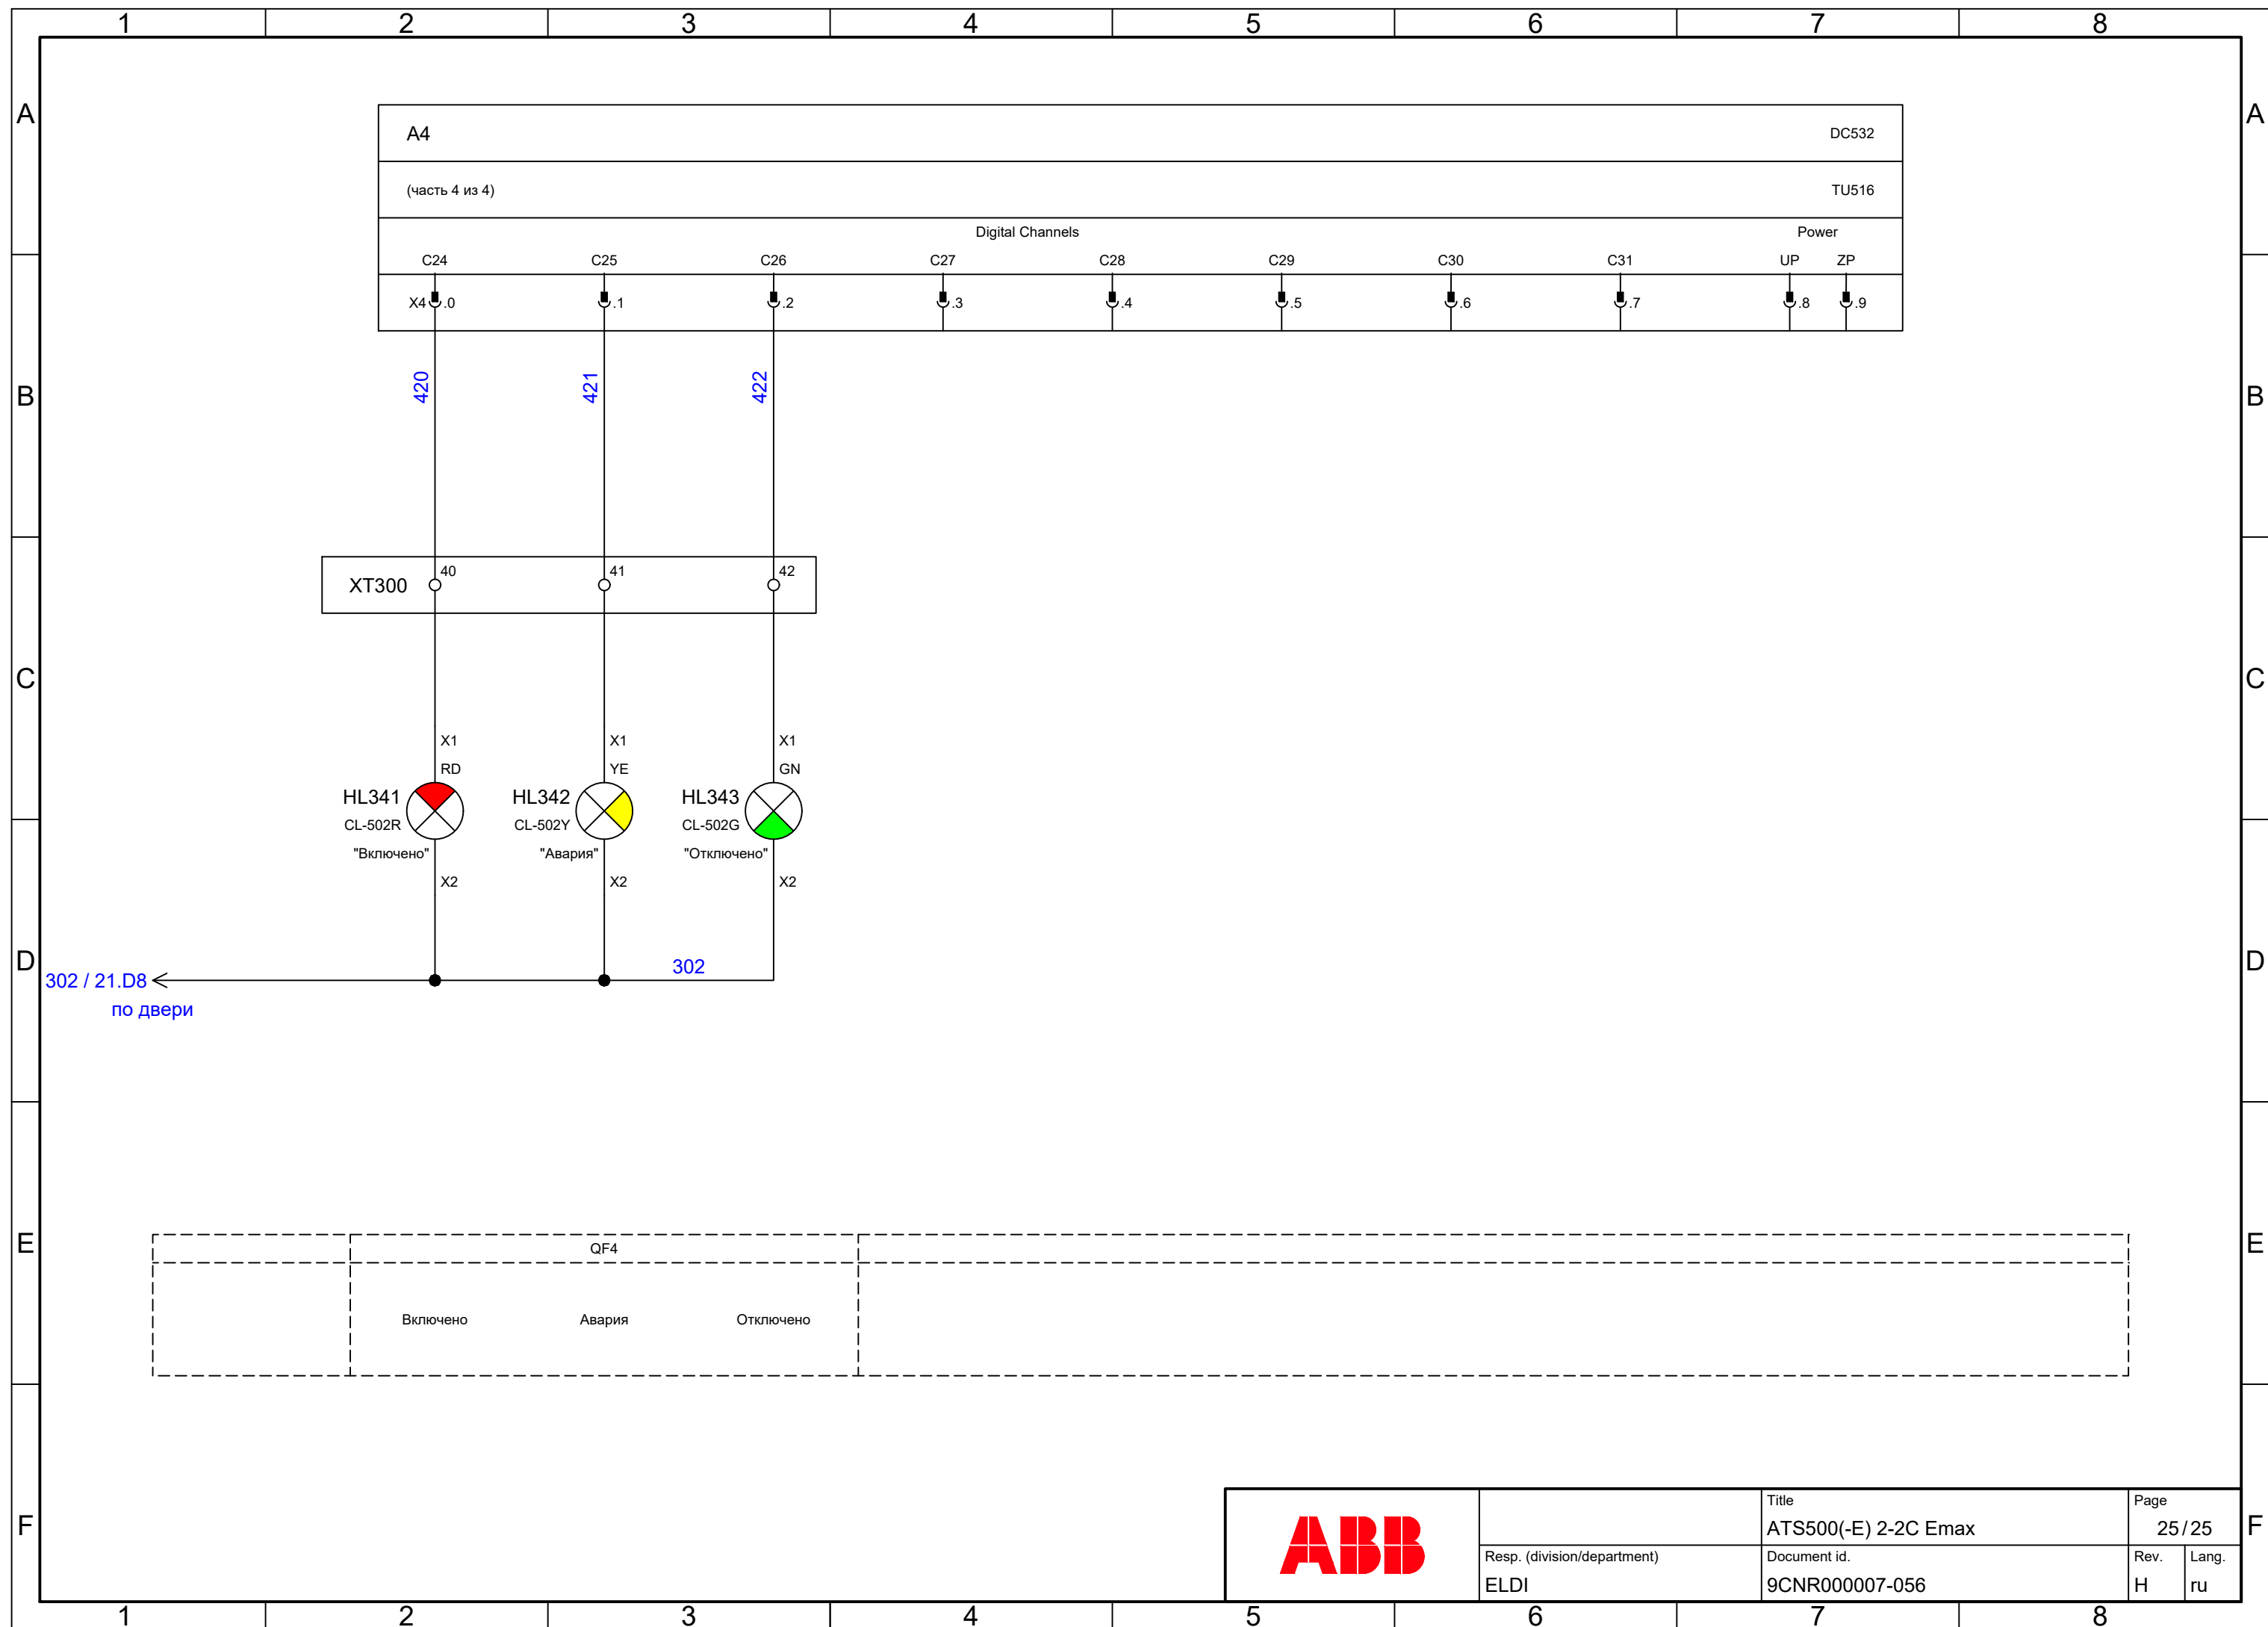 1 2 3 4 5 6 7 8
A A
A4 DC532
(часть 4 из 4) TU516
Digital Channels Power
C24 C25 C26 C27 C28 C29 C30 C31 UP ZP
X4 .0 .1 .2 .3 .4 .5 .6 .7 .8 .9
420 421 422
B B
XT300 40 41 42
C C
X1 X1 X1
RD YE GN
HL341 HL342 HL343
CL-502R CL-502Y CL-502G
"Включено" "Авария" "Отключено"
X2 X2 X2
D D
302
302 / 21.D8
по двери
E E
QF4
Включено Авария Отключено
F F
ABB
Title Page
ATS500(-E) 2-2C Emax 25/25
Resp. (division/department) Document id. Rev. Lang.
ELDI 9CNR000007-056 H ru
1 2 3 4 5 6 7 8